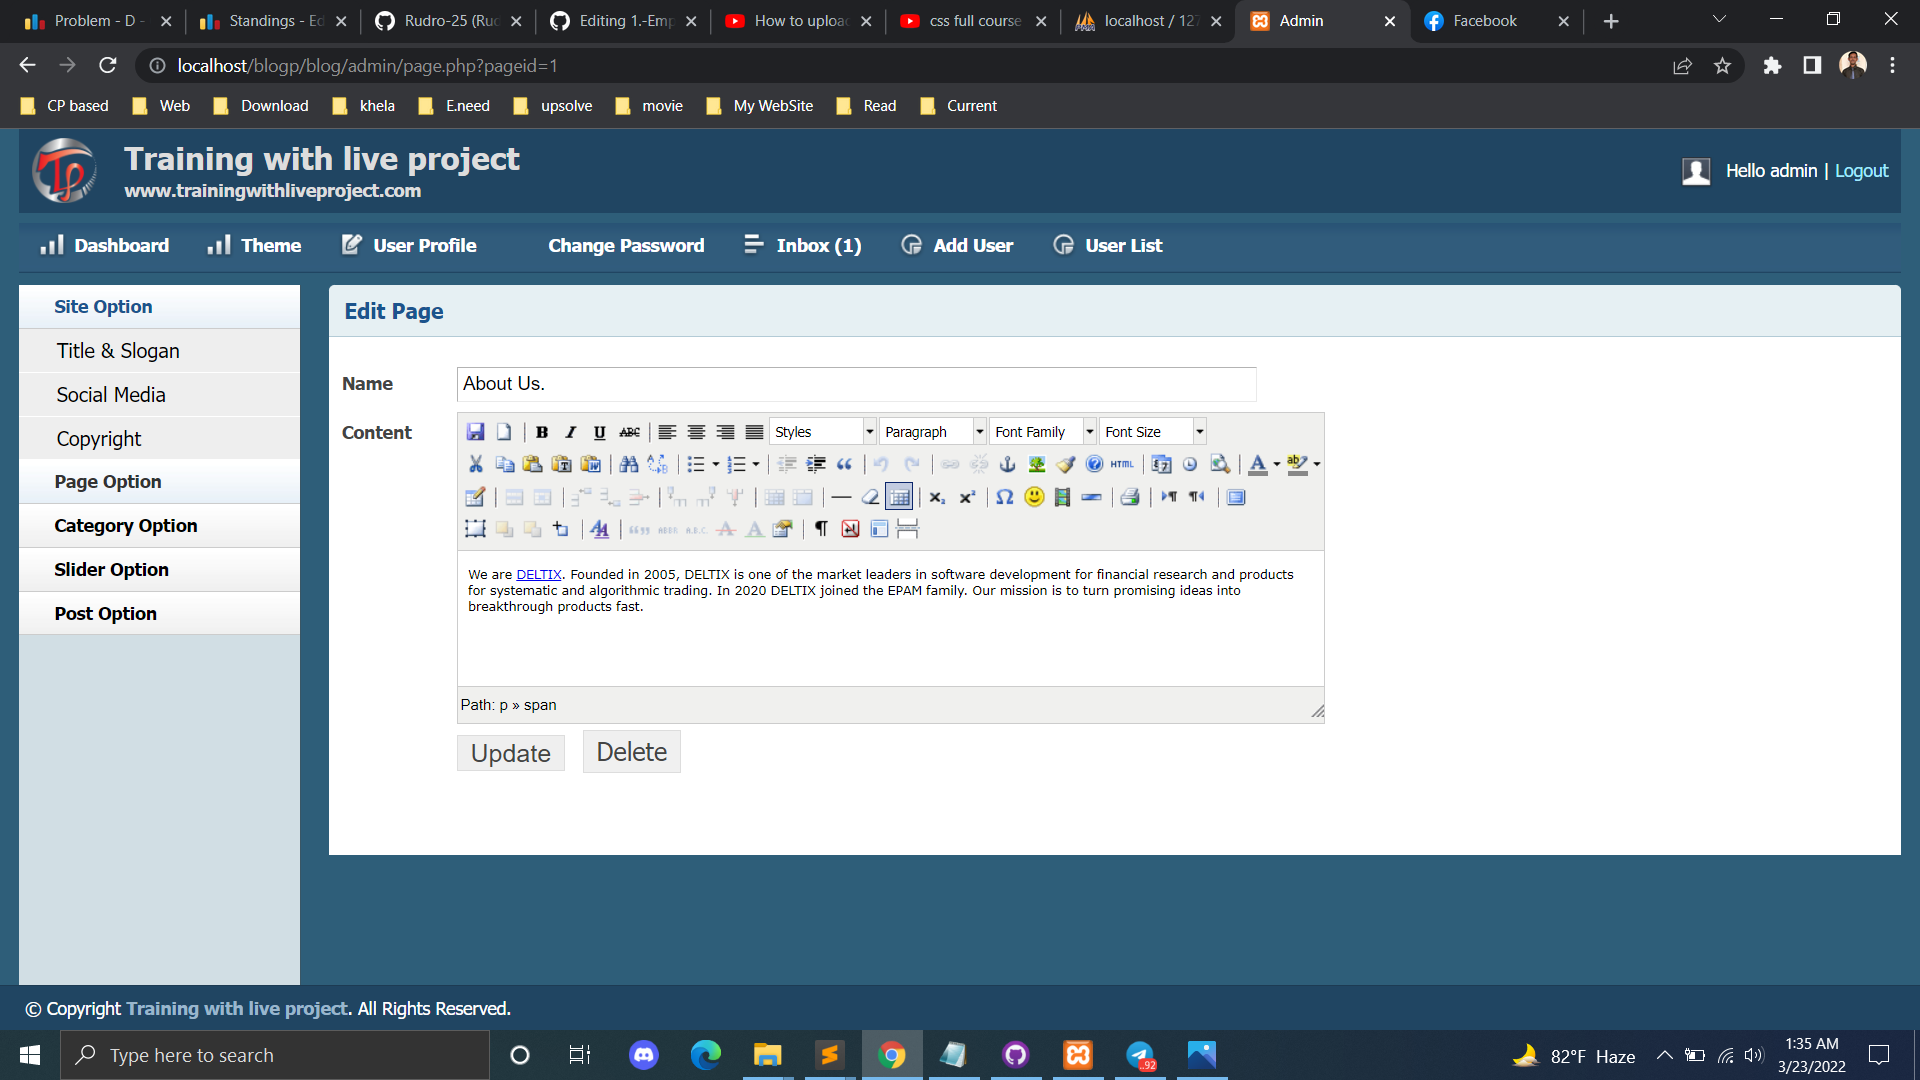 Problem - D -
Standings - Ed
Rudro-25 (Rud
Editing 1.-Emp
How to uploa
css full course
localhost / 127
Admin
Facebook
localhost/blogp/blog/admin/page.php?pageid=1
CP based
Web
Download
khela
E.need
upsolve
movie
My WebSite
Read
Current
Training with live project
www.trainingwithliveproject.com
Hello admin | Logout
Dashboard
Theme
User Profile
Change Password
Inbox (1)
Add User
User List
Site Option
Title & Slogan
Social Media
Copyright
Page Option
Category Option
Slider Option
Post Option
Edit Page
Name
About Us.
Content
B I U ABC
Styles
Paragraph
Font Family
Font Size
HTML
We are DELTIX. Founded in 2005, DELTIX is one of the market leaders in software development for financial research and products
for systematic and algorithmic trading. In 2020 DELTIX joined the EPAM family. Our mission is to turn promising ideas into
breakthrough products fast.
Path: p » span
Update
Delete
© Copyright Training with live project. All Rights Reserved.
Type here to search
92
82°F Haze
1:35 AM
3/23/2022